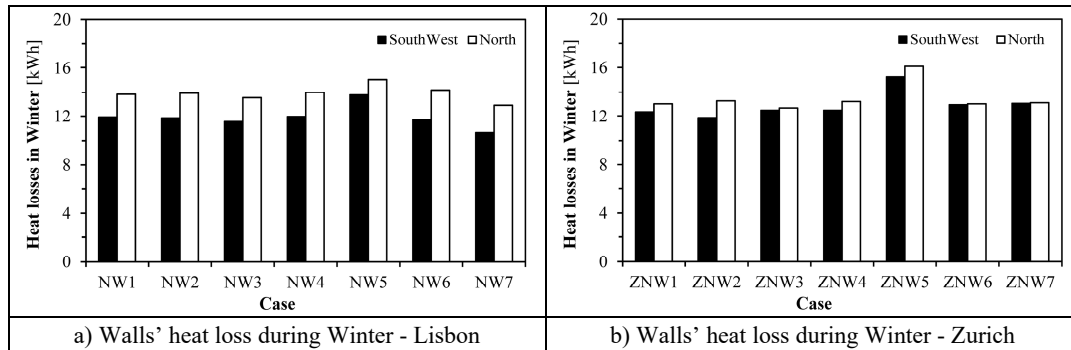 20
16
12
8
4
0
Heat losses in Winter [kWh]
SouthWest North
NW1 NW2 NW3 NW4 NW5 NW6 NW7
Case
a) Walls’ heat loss during Winter - Lisbon
20
16
12
8
4
0
Heat losses in Winter [kWh]
SouthWest North
ZNW1 ZNW2 ZNW3 ZNW4 ZNW5 ZNW6 ZNW7
Case
b) Walls’ heat loss during Winter - Zurich